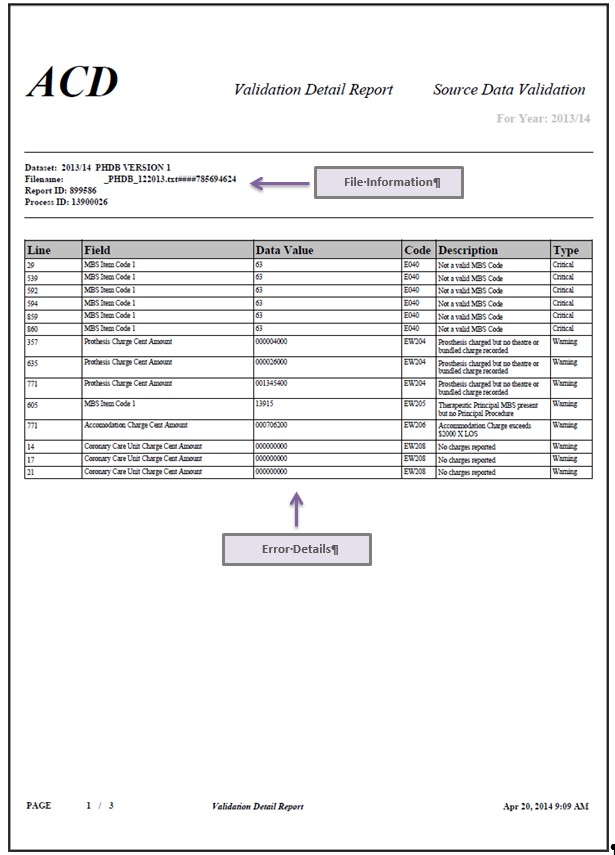 ACD Validation Detail Report Source Data Validation
For Year: 2013/14
Dataset: 2013/14 PHDB VERSION 1
Filename: _PHDB_122013.txt####785694624
Report ID: 899586
Process ID: 13900026
File·Information¶
Line Field Data Value Code Description Type
29 MBS Item Code 1 63 E040 Not a valid MBS Code Critical
539 MBS Item Code 1 63 E040 Not a valid MBS Code Critical
592 MBS Item Code 1 63 E040 Not a valid MBS Code Critical
594 MBS Item Code 1 63 E040 Not a valid MBS Code Critical
859 MBS Item Code 1 63 E040 Not a valid MBS Code Critical
860 MBS Item Code 1 63 E040 Not a valid MBS Code Critical
357 Prothesis Charge Cent Amount 000004000 EW204 Prosthesis charged but no theatre or Warning
bundled charge recorded
635 Prothesis Charge Cent Amount 000026000 EW204 Prosthesis charged but no theatre or Warning
bundled charge recorded
771 Prothesis Charge Cent Amount 001345400 EW204 Prosthesis charged but no theatre or Warning
bundled charge recorded
605 MBS Item Code 1 13915 EW205 Therapeutic Principal MBS present Warning
but no Principal Procedure
771 Accomodation Charge Cent Amount 000706200 EW206 Accommodation Charge exceeds Warning
$2000 X LOS
14 Coronary Care Unit Charge Cent Amount 000000000 EW208 No charges reported Warning
17 Coronary Care Unit Charge Cent Amount 000000000 EW208 No charges reported Warning
21 Coronary Care Unit Charge Cent Amount 000000000 EW208 No charges reported Warning
Error·Details¶
PAGE 1 / 3 Validation Detail Report Apr 20, 2014 9:09 AM